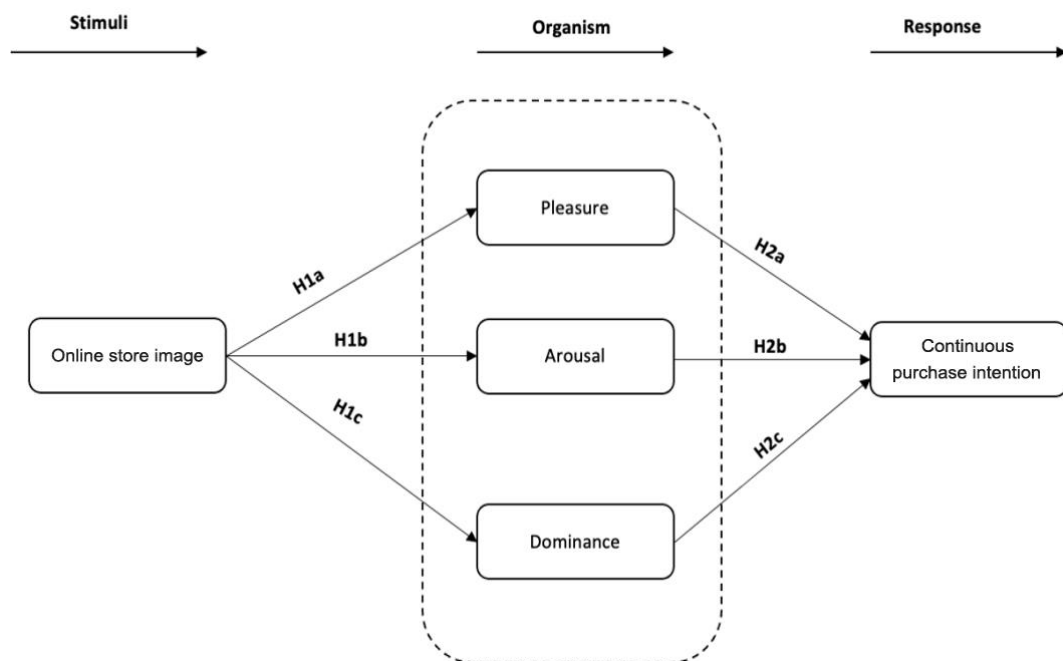 Stimuli
Organism
Response
Pleasure
H1a
H2a
Online store image
H1b
Arousal
H2b
Continuous
purchase intention
H1c
H2c
Dominance